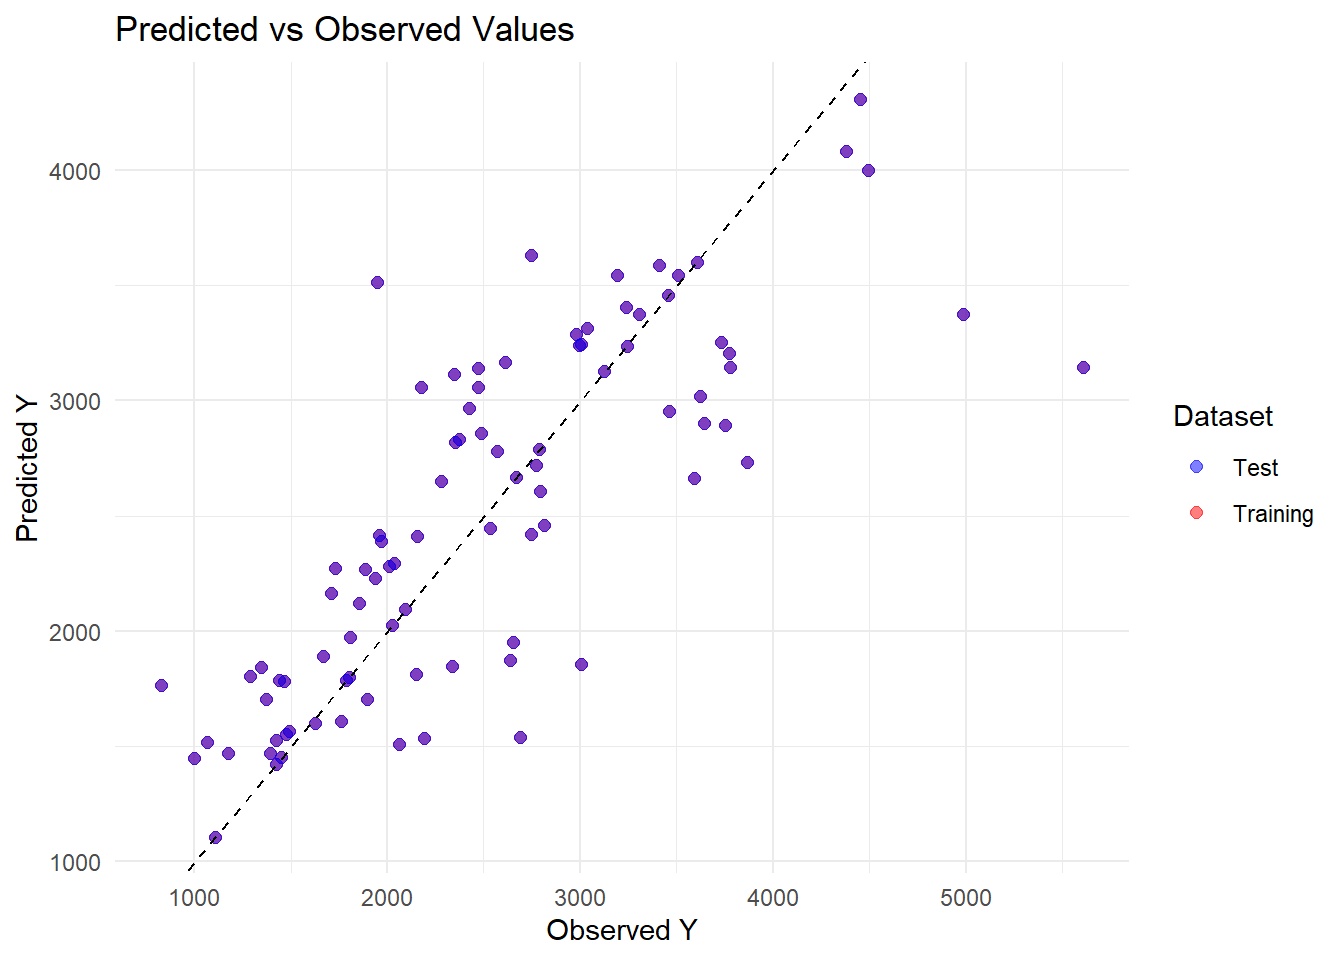 Predicted vs Observed Values
Predicted Y
4000
3000
2000
1000
1000 2000 3000 4000 5000
Observed Y
Dataset
Test
Training